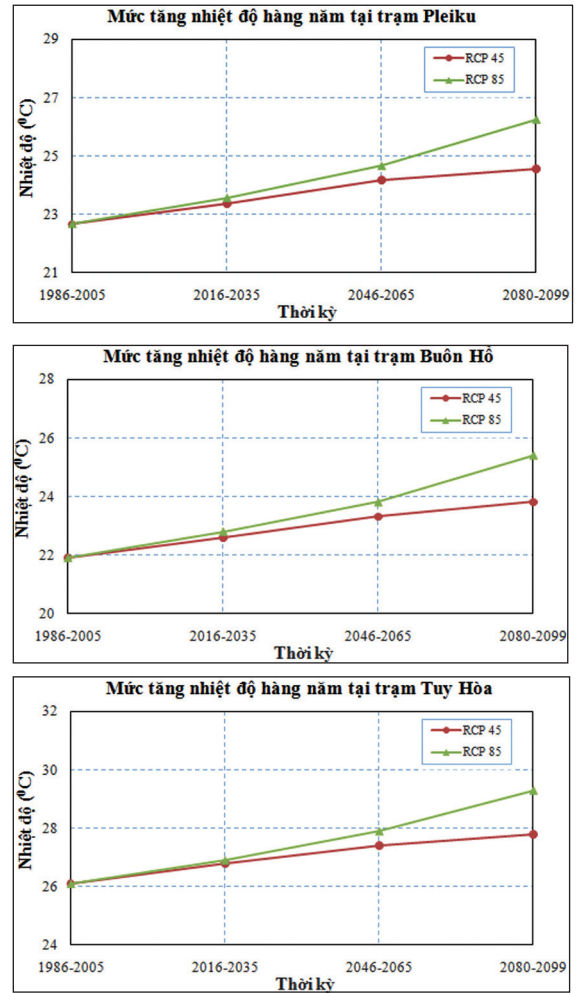 Mức tăng nhiệt độ hàng năm tại trạm Pleiku
29
27
25
23
21
Nhiệt độ (⁰C)
RCP 45
RCP 85
1986-2005 2016-2035 2046-2065 2080-2099
Thời kỳ
Mức tăng nhiệt độ hàng năm tại trạm Buôn Hồ
28
26
24
22
20
Nhiệt độ (⁰C)
RCP 45
RCP 85
1986-2005 2016-2035 2046-2065 2080-2099
Thời kỳ
Mức tăng nhiệt độ hàng năm tại trạm Tuy Hòa
32
30
28
26
24
Nhiệt độ (⁰C)
RCP 45
RCP 85
1986-2005 2016-2035 2046-2065 2080-2099
Thời kỳ